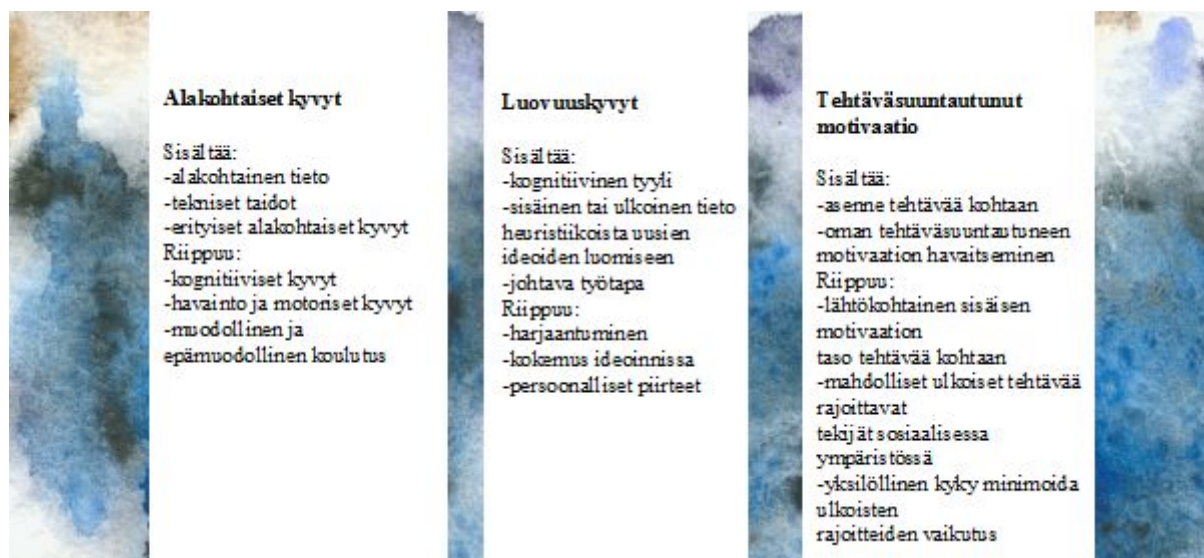 Alakohtaiset kyvyt
Sisältää:
-alakohtainen tieto
-tekniset taidot
-erityiset alakohtaiset kyvyt
Riippuu:
-kognitiiviset kyvyt
-havainto ja motoriset kyvyt
-muodollinen ja
epämuodollinen koulutus
Luovuuskyvyt
Sisältää:
-kognitiivinen tyyli
-sisäinen tai ulkoinen tieto
heuristiikoista uusien
ideoiden luomiseen
-johtava työtapa
Riippuu:
-harjaantuminen
-kokemus ideoinnissa
-persoonalliset piirteet
Tehtäväsuuntautunut
motivaatio
Sisältää:
-asenne tehtävää kohtaan
-oman tehtäväsuuntautuneen
motivaation havaitseminen
Riippuu:
-lähtökohtainen sisäisen
motivaation
taso tehtävää kohtaan
-mahdolliset ulkoiset tehtävää
rajoittavat
tekijät sosiaalisessa
ympäristössä
-yksilöllinen kyky minimoida
ulkoisten
rajoitteiden vaikutus